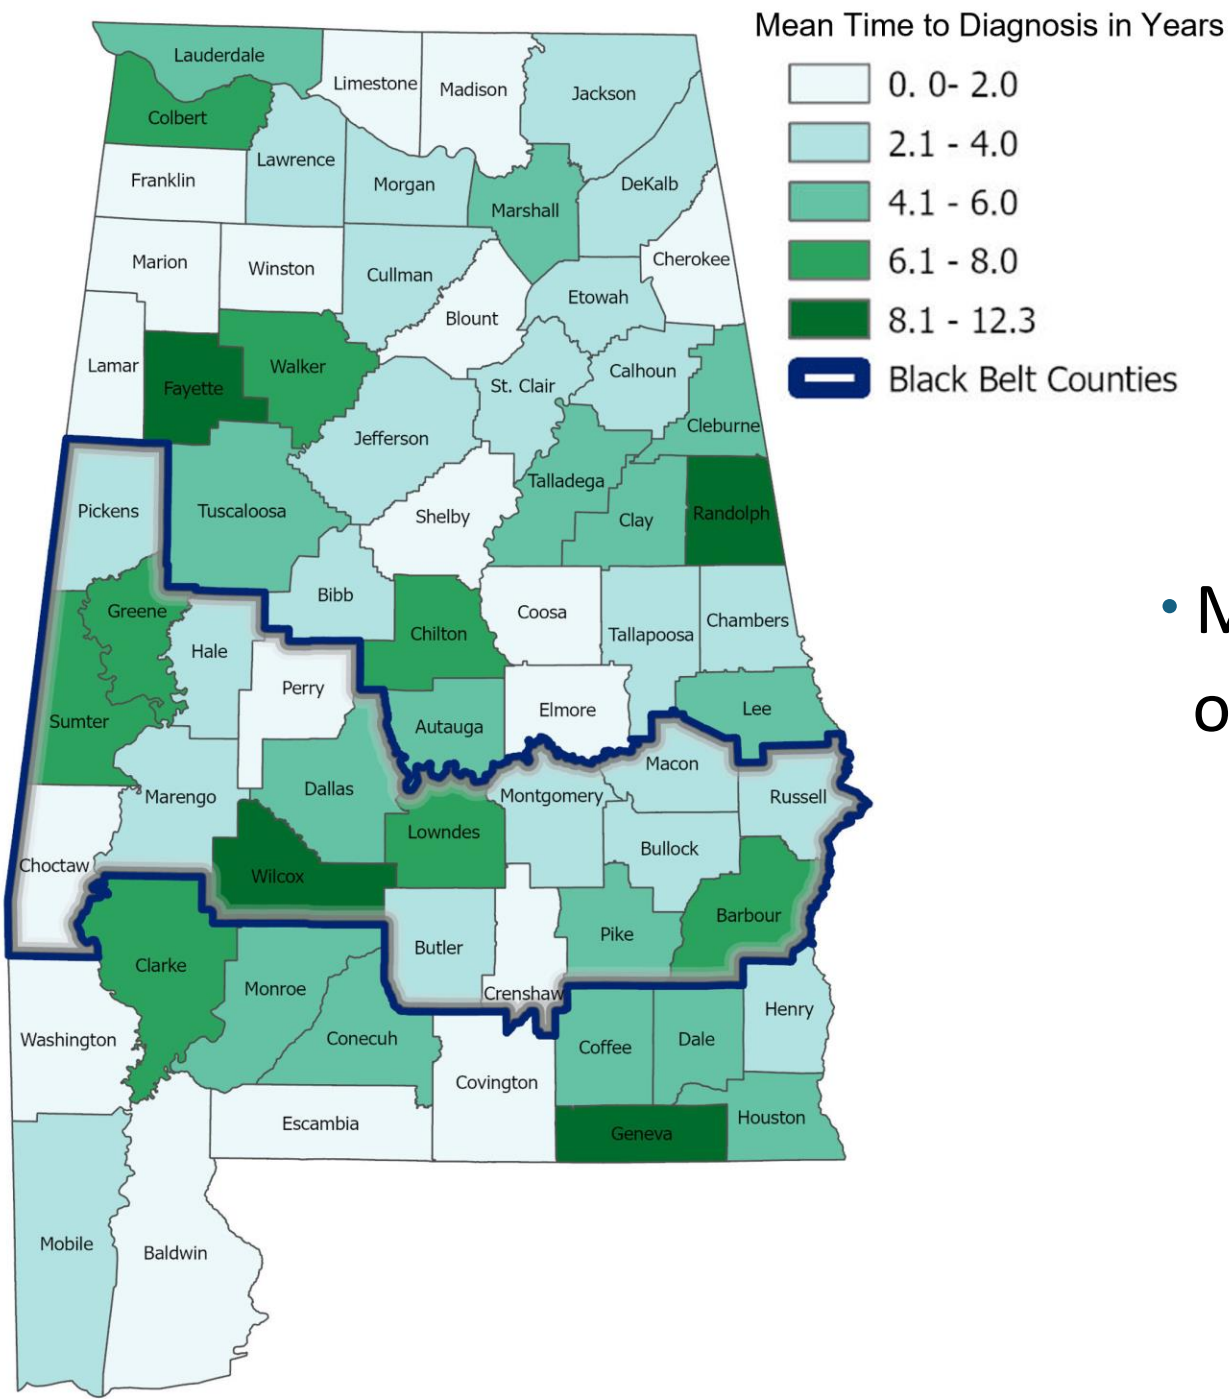 Mean Time to Diagnosis in Years
0. 0- 2.0
2.1 - 4.0
4.1 - 6.0
6.1 - 8.0
8.1 - 12.3
Black Belt Counties
Lauderdale
Limestone
Madison
Jackson
Colbert
Lawrence
Franklin
Morgan
DeKalb
Marshall
Cherokee
Marion
Winston
Cullman
Etowah
Blount
Lamar
Walker
Calhoun
Fayette
St. Clair
Cleburne
Jefferson
Talladega
Pickens
Tuscaloosa
Shelby
Clay
Randolph
Bibb
Greene
Coosa
Chilton
Chambers
Tallapoosa
Hale
Perry
Elmore
Lee
Sumter
Autauga
Macon
Dallas
Marengo
Montgomery
Russell
Lowndes
Bullock
Choctaw
Wilcox
Barbour
Butler
Pike
Clarke
Monroe
Crenshaw
Henry
Washington
Conecuh
Coffee
Dale
Covington
Escambia
Geneva
Houston
Mobile
Baldwin
• M
o